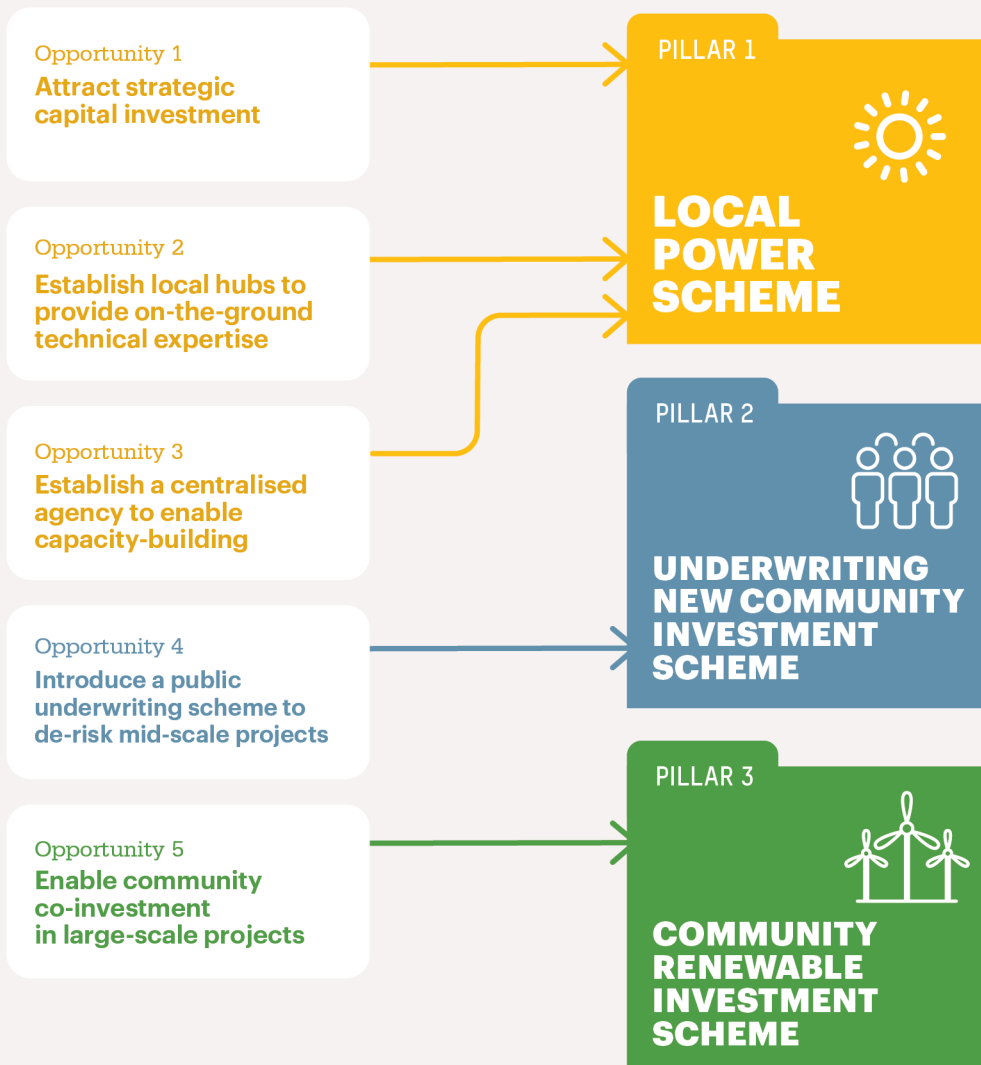 Opportunity 1
Attract strategic
capital investment
Opportunity 2
Establish local hubs to
provide on-the-ground
technical expertise
Opportunity 3
Establish a centralised
agency to enable
capacity-building
Opportunity 4
Introduce a public
underwriting scheme to
de-risk mid-scale projects
Opportunity 5
Enable community
co-investment
in large-scale projects
PILLAR 1
LOCAL
POWER
SCHEME
PILLAR 2
UNDERWRITING
NEW COMMUNITY
INVESTMENT
SCHEME
PILLAR 3
COMMUNITY
RENEWABLE
INVESTMENT
SCHEME